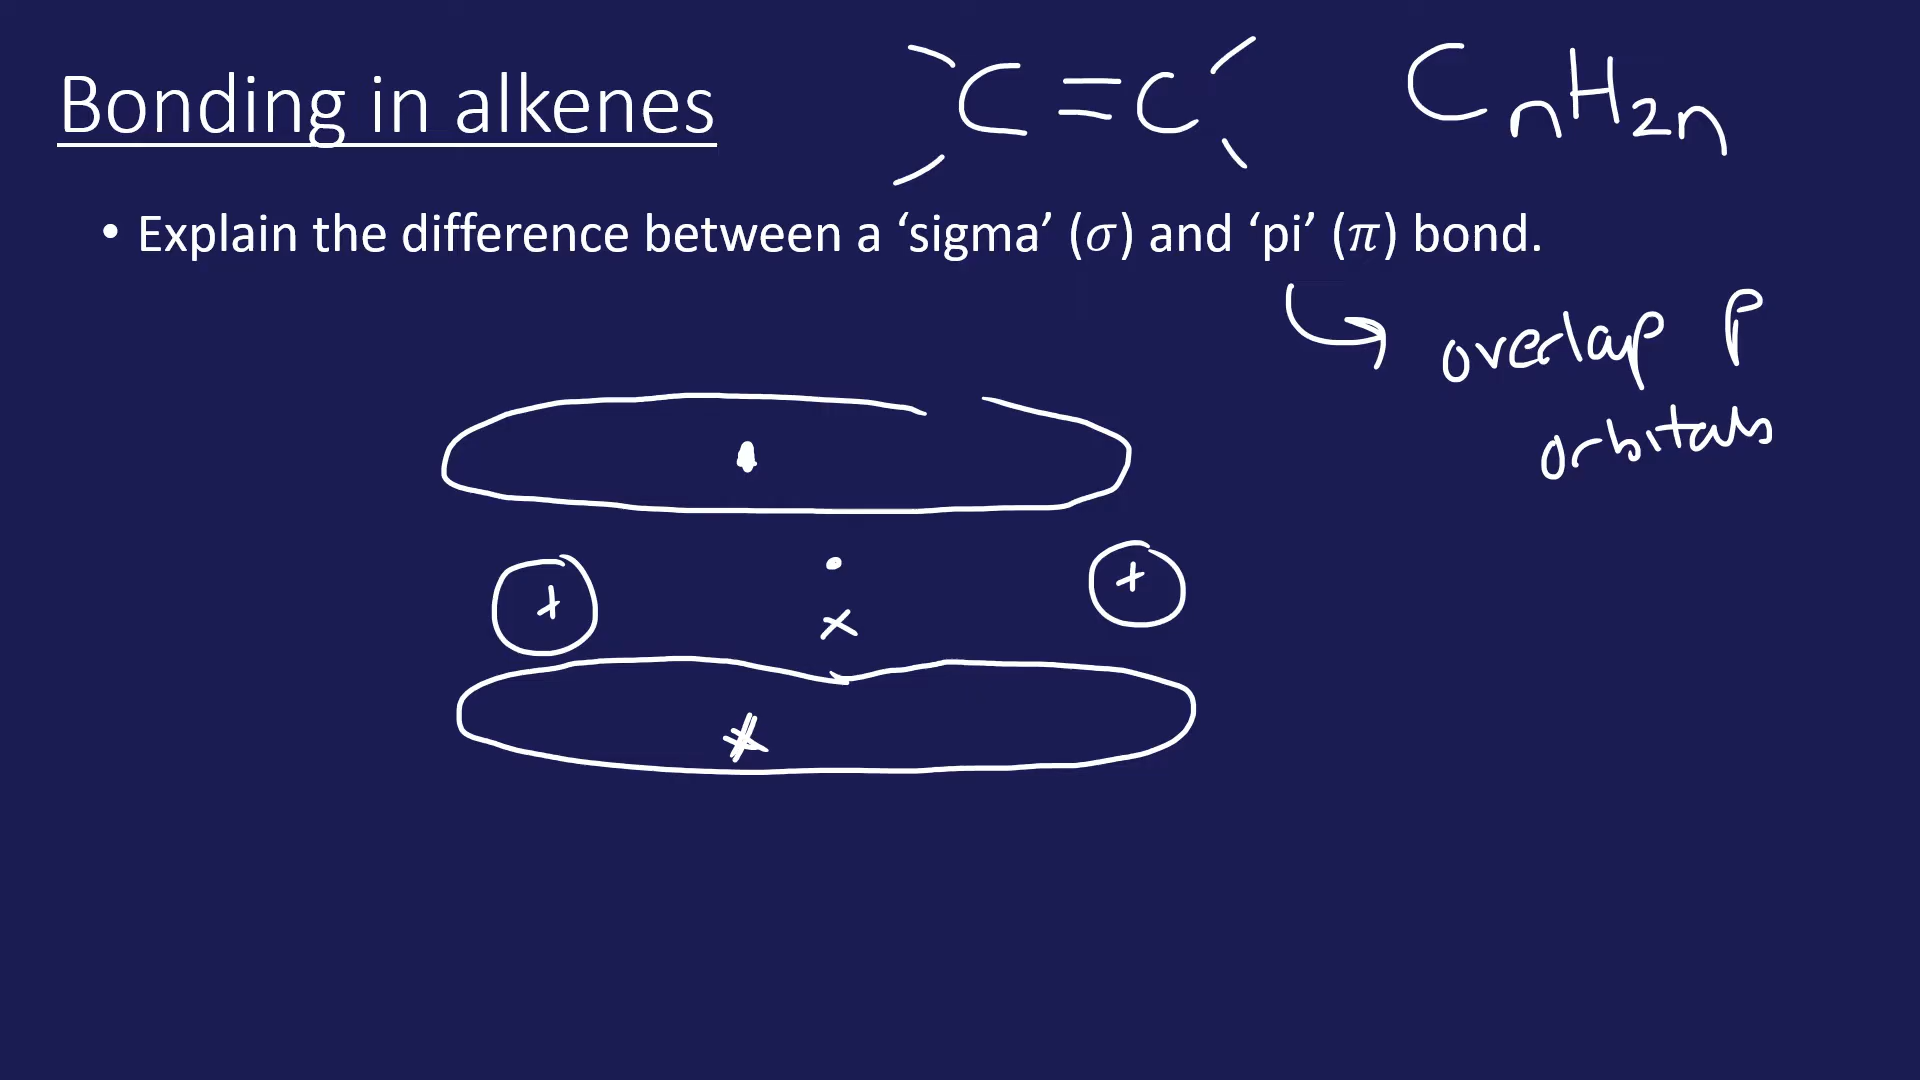 Bonding in alkenes
C = C
CnH2n
• Explain the difference between a ‘sigma’ (σ) and ‘pi’ (π) bond.
overlap P
orbitals
+
+
x